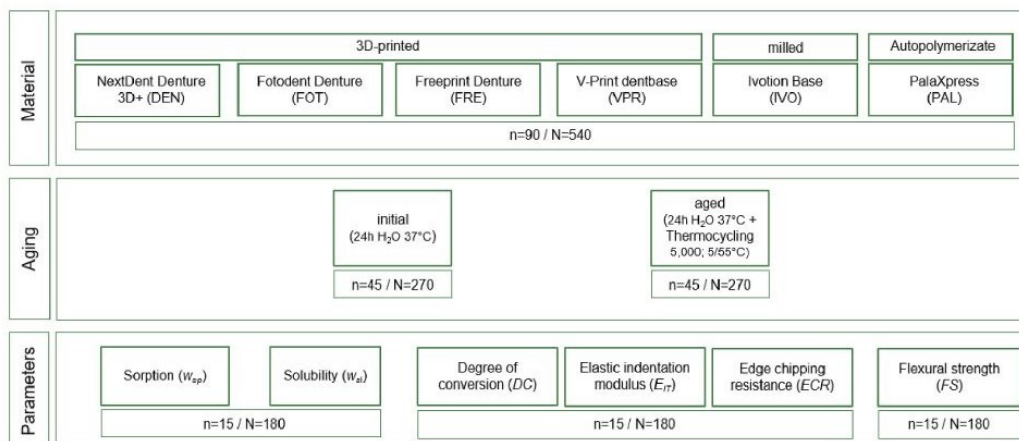 Material
3D-printed
milled
Autopolymerizate
NextDent Denture
3D+ (DEN)
Fotodent Denture
(FOT)
Freeprint Denture
(FRE)
V-Print dentbase
(VPR)
Ivotion Base
(IVO)
PalaXpress
(PAL)
n=90 / N=540
Aging
initial
(24h H₂O 37°C)
n=45 / N=270
aged
(24h H₂O 37°C +
Thermocycling
5,000; 5/55°C)
n=45 / N=270
Parameters
Sorption (wsp)
Solubility (wsl)
n=15 / N=180
Degree of
conversion (DC)
Elastic indentation
modulus (EIT)
Edge chipping
resistance (ECR)
n=15 / N=180
Flexural strength
(FS)
n=15 / N=180